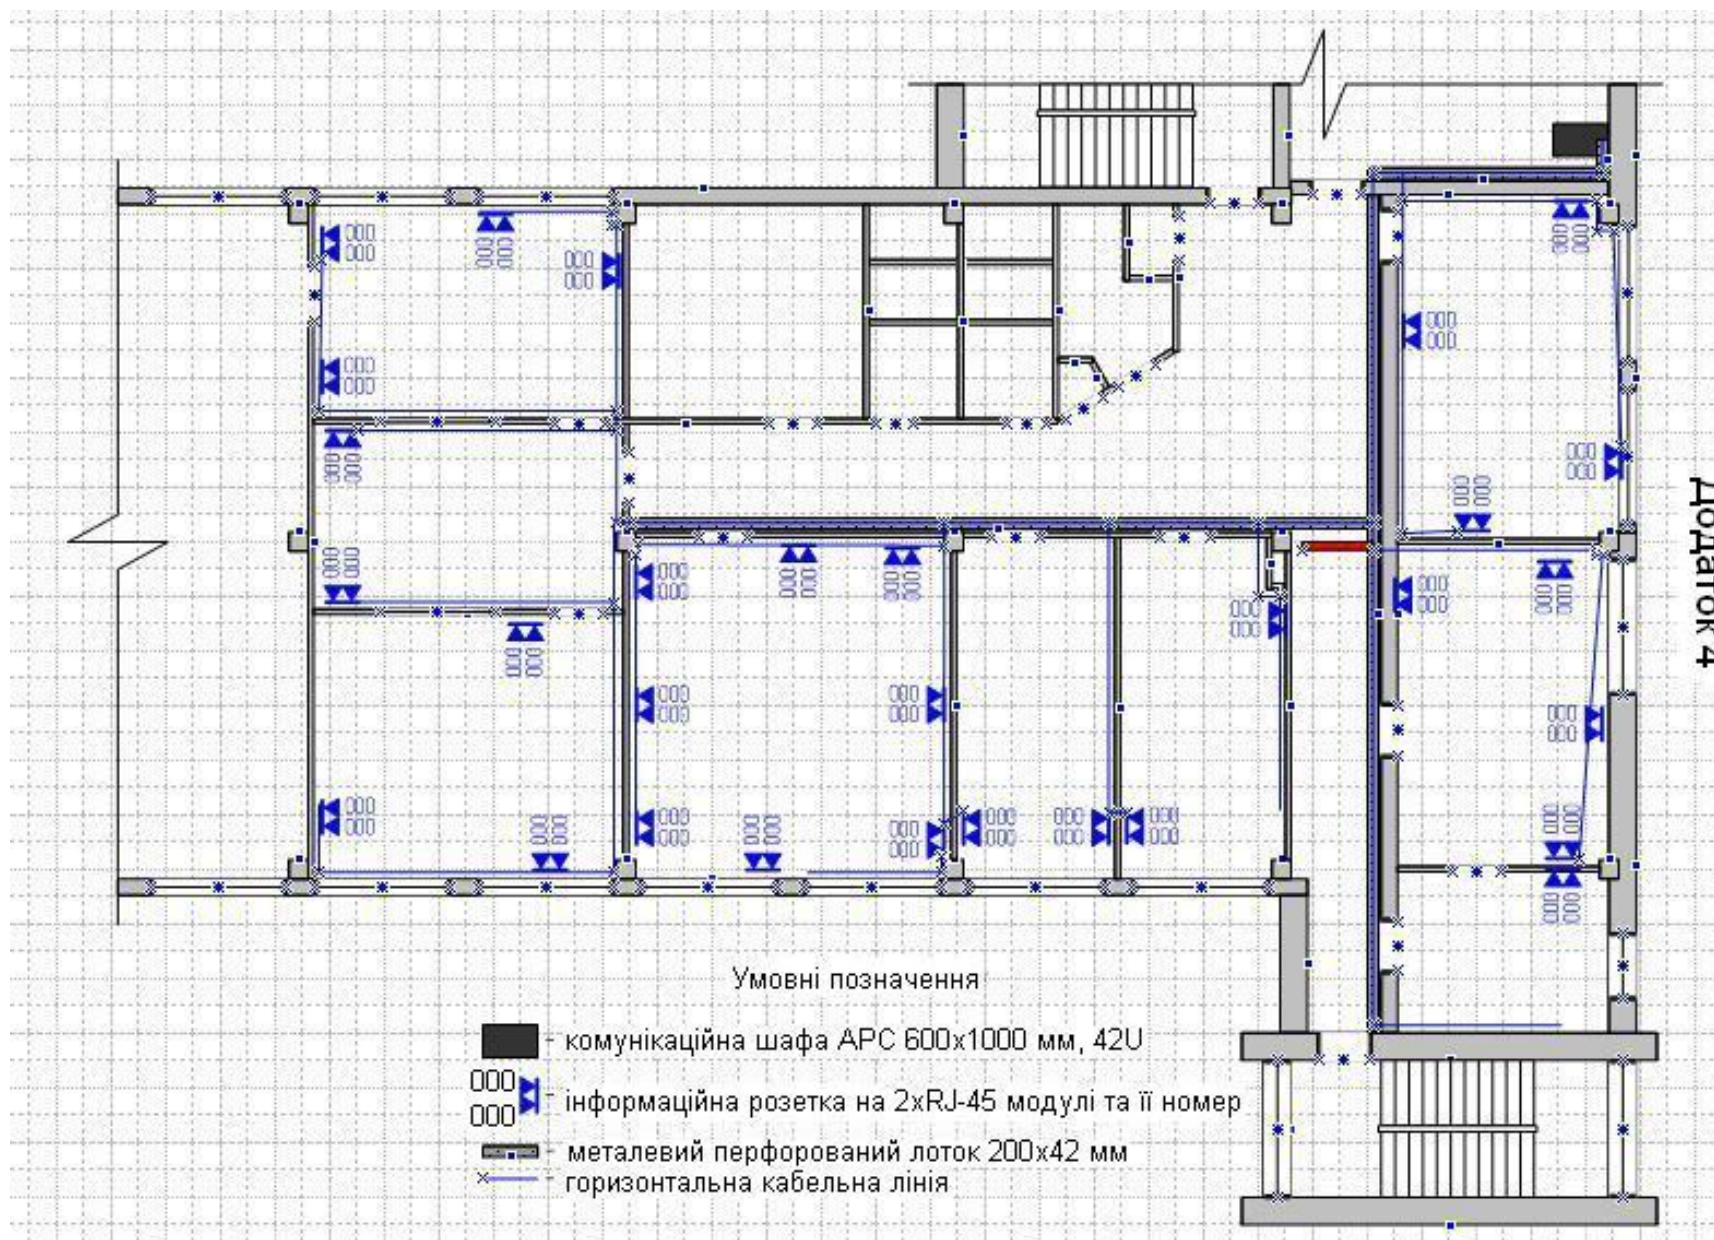 Додаток 4
Умовні позначення
- комунікаційна шафа APC 600x1000 мм, 42U
000
000
- інформаційна розетка на 2xRJ-45 модулі та її номер
- металевий перфорований лоток 200x42 мм
- горизонтальна кабельна лінія